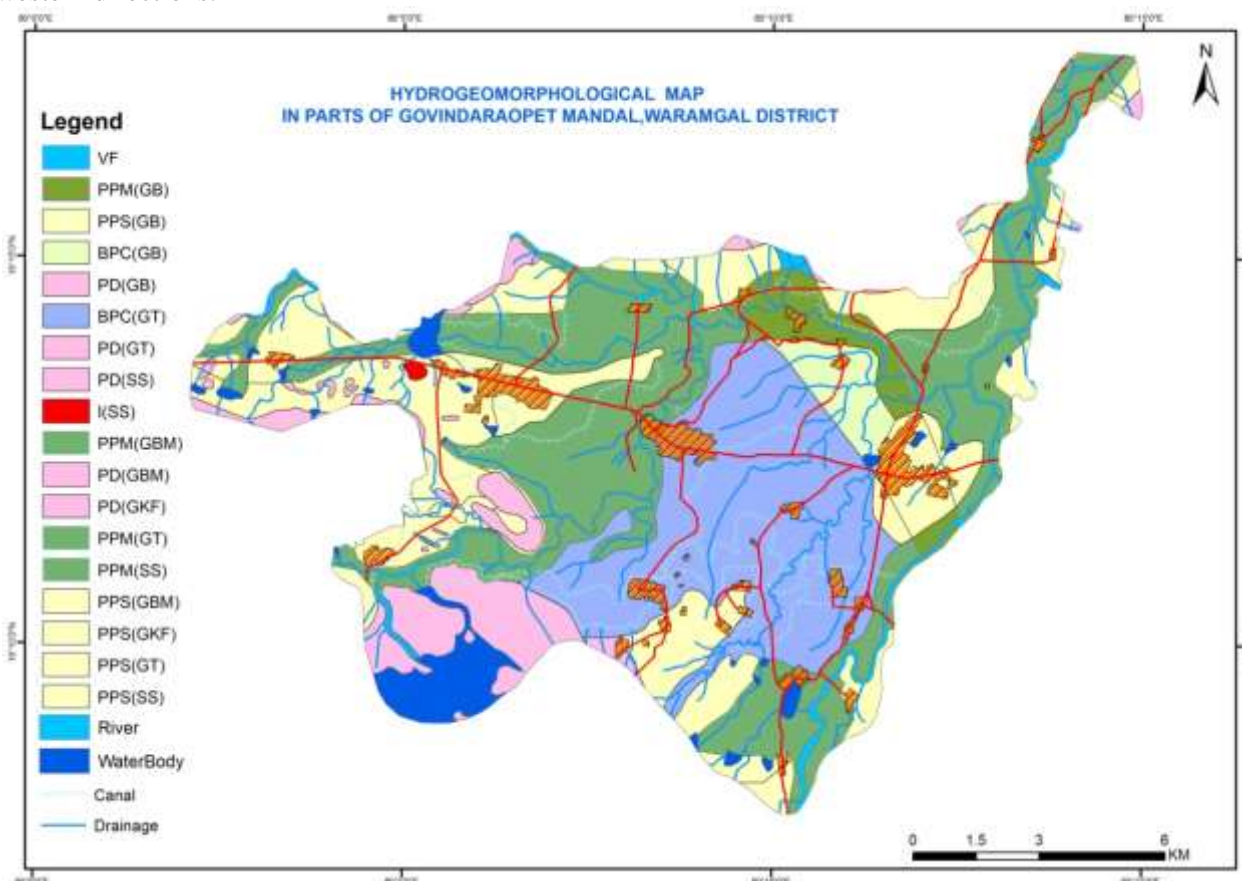 HYDROGEOMORPHOLOGICAL MAP
IN PARTS OF GOVINDARAOPET MANDAL,WARAMGAL DISTRICT
N
Legend
VF
PPM(GB)
PPS(GB)
BPC(GB)
PD(GB)
BPC(GT)
PD(GT)
PD(SS)
I(SS)
PPM(GBM)
PD(GBM)
PD(GKF)
PPM(GT)
PPM(SS)
PPS(GBM)
PPS(GKF)
PPS(GT)
PPS(SS)
River
WaterBody
Canal
Drainage
0 1.5 3 6
KM